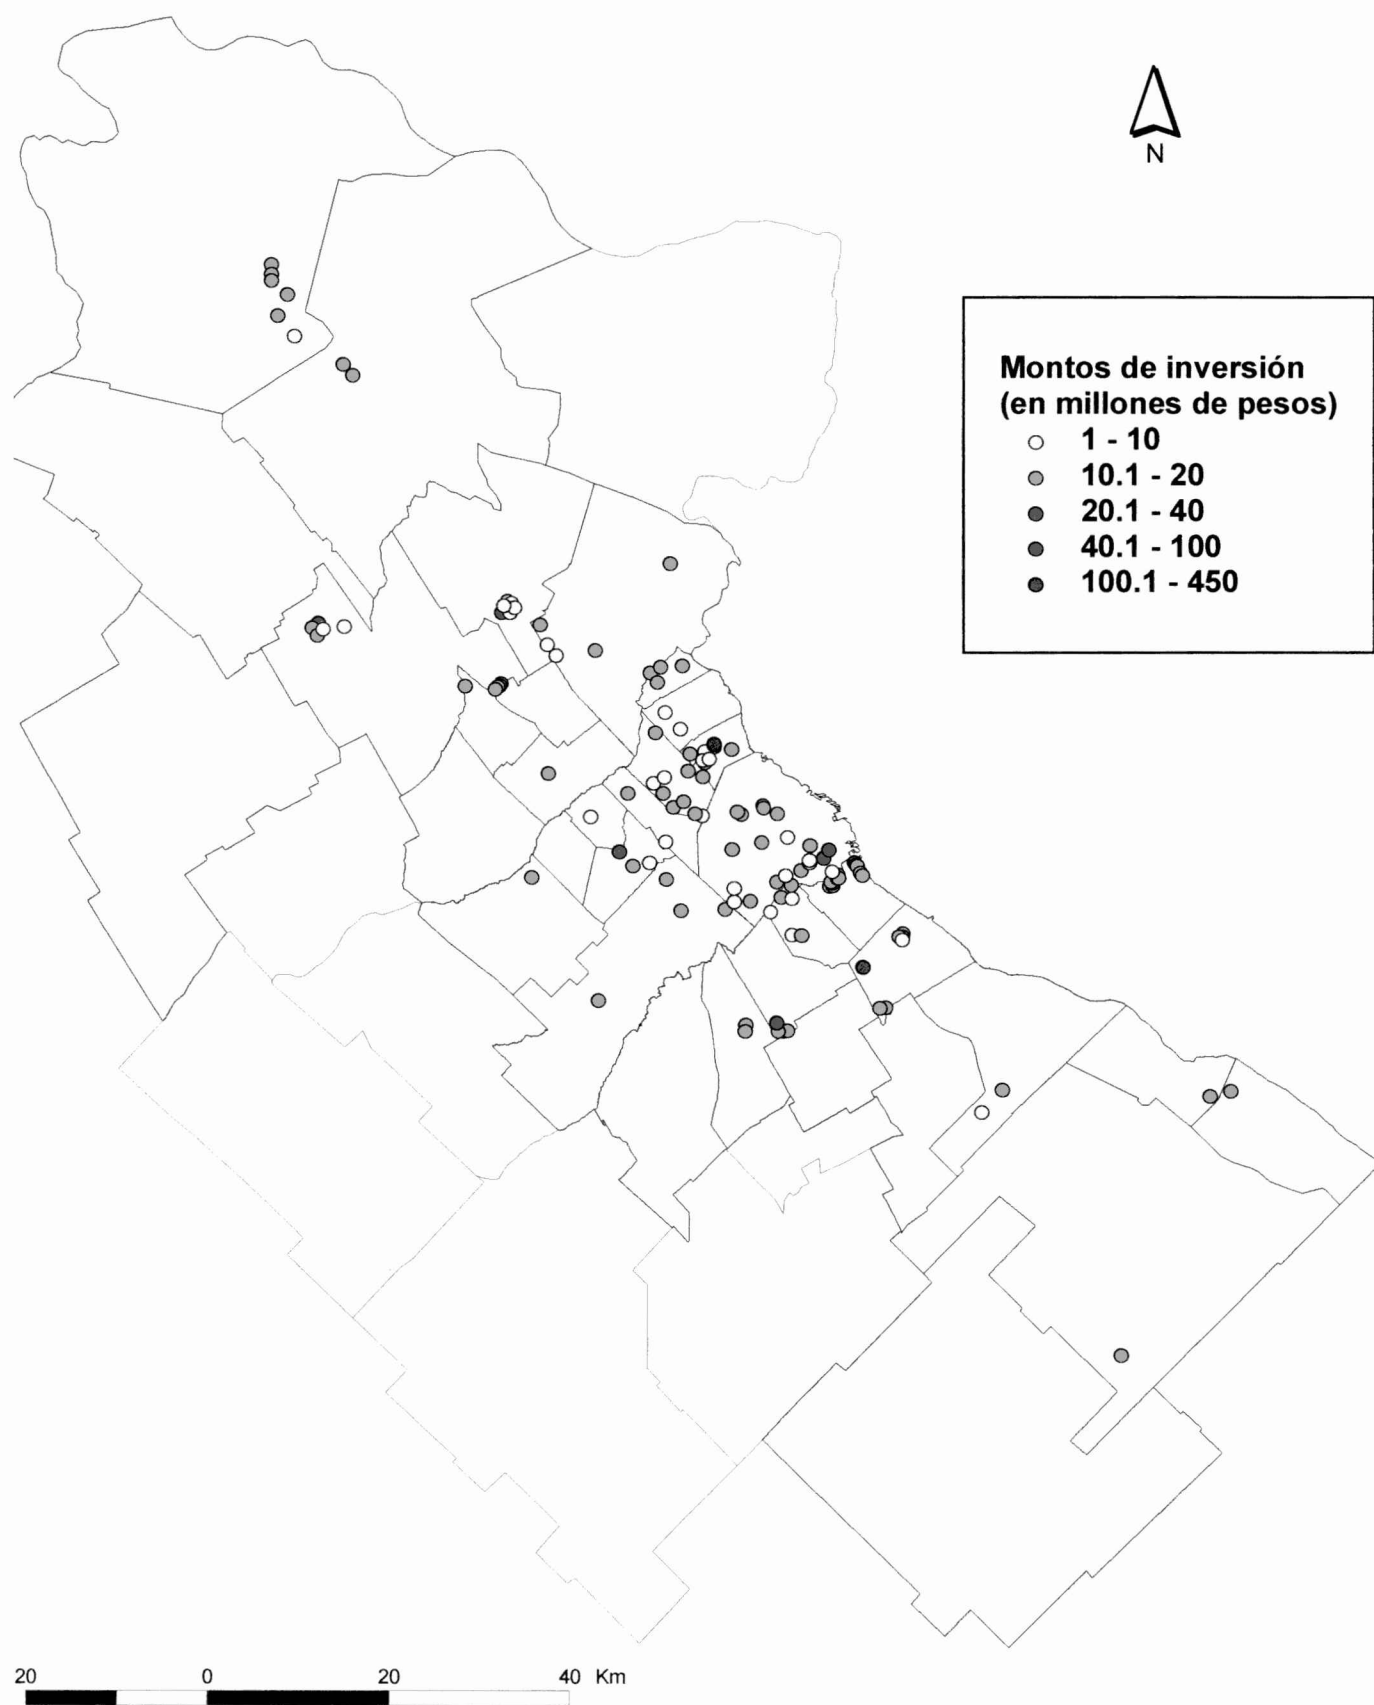 N
Montos de inversión
(en millones de pesos)
1 - 10
10.1 - 20
20.1 - 40
40.1 - 100
100.1 - 450
20 0 20 40 Km